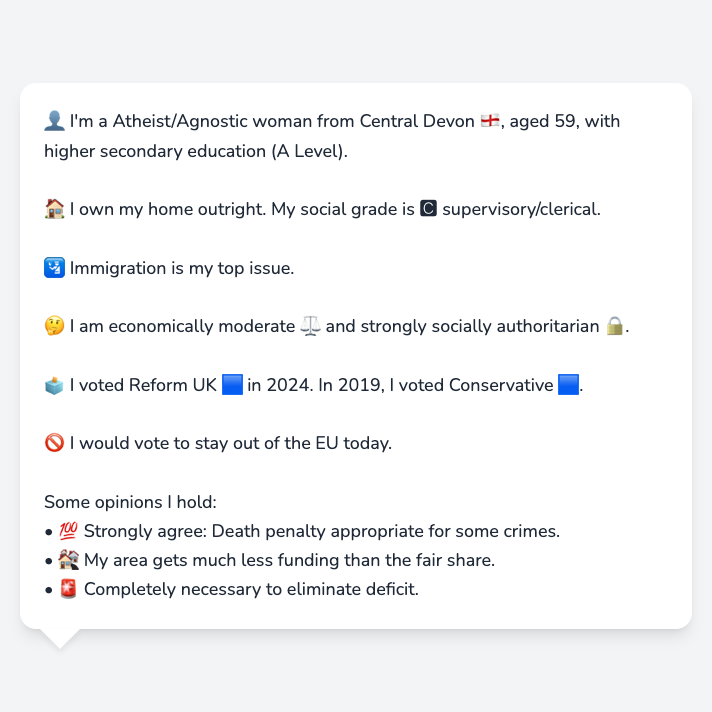 👤 I'm a Atheist/Agnostic woman from Central Devon 🏴󠁧󠁢󠁥󠁮󠁧󠁿, aged 59, with
higher secondary education (A Level).
🏠 I own my home outright. My social grade is 🅲 supervisory/clerical.
🛂 Immigration is my top issue.
🤔 I am economically moderate ⚖️ and strongly socially authoritarian 🔒.
🗳️ I voted Reform UK 🟦 in 2024. In 2019, I voted Conservative 🟦.
🚫 I would vote to stay out of the EU today.
Some opinions I hold:
• 💯 Strongly agree: Death penalty appropriate for some crimes.
• 🏚️ My area gets much less funding than the fair share.
• 🚨 Completely necessary to eliminate deficit.